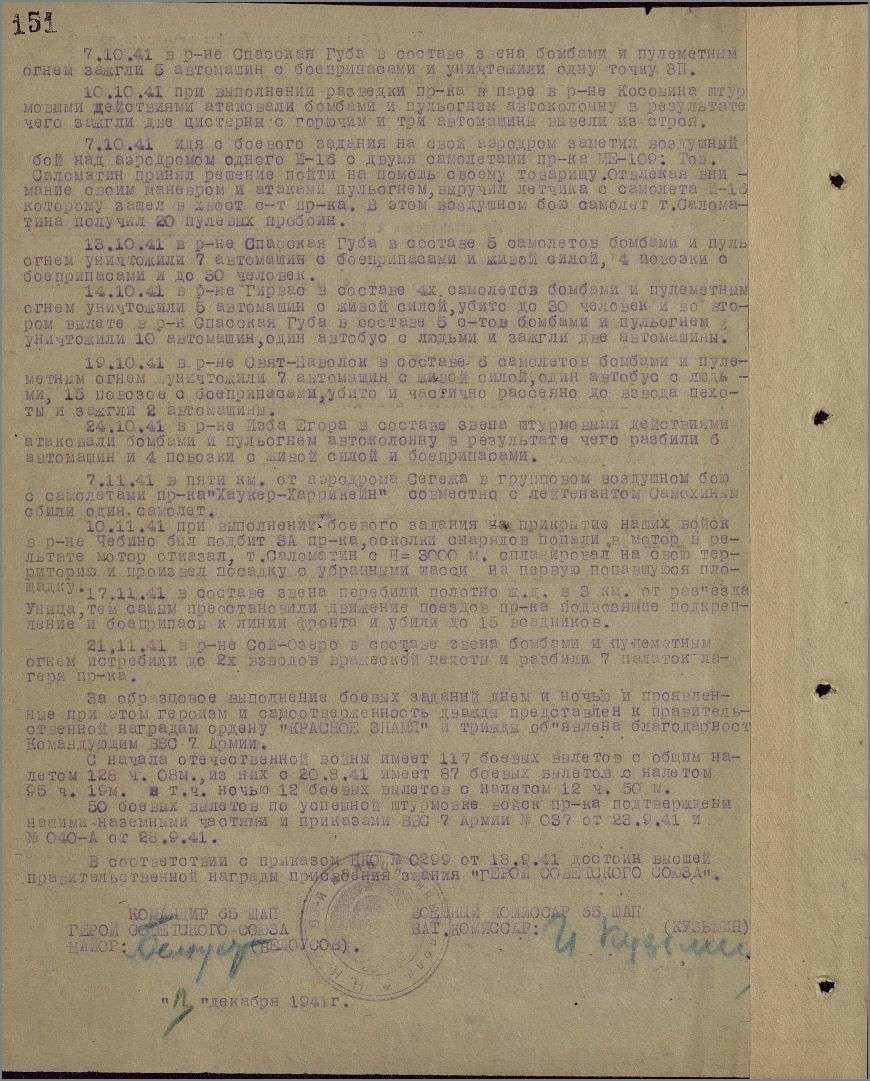 151
7.10.41 в р-не Спасская Губа в составе звена бомбами и пулеметным
огнем зажгли 5 автомашин с боеприпасами и уничтожили одну точку ЗП.
10.10.41 при выполнении разведки пр-ка в паре в р-не Косовина штур
мовыми действиями атаковали бомбами и пульогнем автоколонну в результате
чего зажгли две цистерны с горючим и три автомашины вывели из строя.
7.10.41 идя с боевого задания на свой аэродром заметил воздушный
бой над аэродромом одного И-16 с двумя самолетами пр-ка МЕ-109: Тов.
Саломатин принял решение пойти на помощь своему товарищу.Отвлекая вни -
мание своим маневром и атаками пульогнем,выручил летчика с самолета И-16
которому зашел в хвост с-т пр-ка. В этом воздушном бою самолет т.Салома-
тина получил 20 пулевых пробоин.
13.10.41 в р-не Спасская Губа в составе 5 самолетов бомбами и пуль
огнем уничтожили 7 автомашин с боеприпасами и живой силой, 4 повозки с
боеприпасами и до 30 человек.
14.10.41 в р-не Гирвас в составе 4х самолетов бомбами и пулеметным
огнем уничтожили 5 автомашин с живой силой,убито до 30 человек и во вто-
ром вылете в р-н Спасская Губа в составе 5 с-тов бомбами и пульогнем
уничтожили 10 автомашин,один автобус с людьми и зажгли две автомашины.
19.10.41 в р-не Свят-Наволок в составе 6 самолетов бомбами и пуле-
метным огнем уничтожили 7 автомашин с живой силой,один автобус с людь -
ми, 15 повозое с боеприпасами,убито и частично рассеяно до взвода пехо-
ты и зажгли 2 автомашины.
24.10.41 в р-не Изба Егора в составе звена штурмовыми действиями
атаковали бомбами и пульогнем автоколонну в результате чего разбили 6
автомашин и 4 повозки с живой силой и боеприпасами.
7.11.41 в пяти км. от аэродрома Сегежа в групповом воздушном бою
с самолетами пр-ка"Хаукер-Харрикейн" совместно с лейтенантом Самохиным
сбили один самолет.
10.11.41 при выполнении боевого задания на прикрытие наших войск
в р-не Чебино был подбит ЗА пр-ка,осколки снарядов попали в мотор в ре-
льтате мотор отказал, т.Саломатин с Н= 3000 м. спланировал на свою тер-
риторию и произвел посадку с убранными шасси на первую попавшуюся пло-
щадку.
17.11.41 в составе звена перебили полотно ж.д. в 3 км. от раз"езда
Уница,тем самым преостановили движение поездов пр-ка подвозящие подкреп-
ление и боеприпасы к линии фронта и убили до 15 всадников.
21.11.41 в р-не Сой-Озеро в составе звена бомбами и пулеметным
огнем истребили до 2х взводов вражеской пехоты и разбили 7 палаток ла-
геря пр-ка.
За образцовое выполнение боевых заданий днем и ночью и проявлен-
ные при этом героизм и самоотверженность дважды представлен к правитель-
ственной наградам ордену "КРАСНОЕ ЗНАМЯ" и трижды об"явлена благодарност
Командующим ВВС 7 Армии.
С начала отечественной войны имеет 117 боевых вылетов с общим на-
летом 128 ч. 08м.,из них с 20.8.41 имеет 87 боевых вылетов с налетом
95 ч. 19м. в т.ч. ночью 12 боевых вылетов с налетом 12 ч. 50 м.
50 боевых вылетов по успешной штурмовке войск пр-ка подтверждены
нашими наземными частями и приказами ВВС 7 Армии № 037 от 23.9.41 и
№ 040-А от 28.9.41.
В соответствии с приказом НКО № 0299 от 18.9.41 достоин высшей
правительственной награды присвоения звания "ГЕРОЙ СОВЕТСКОГО СОЮЗА".
КОМАНДИР 65 ШАП ВОЕННЫЙ КОМИССАР 65 ШАП
ГЕРОЙ СОВЕТСКОГО СОЮЗА БАТ.КОМИССАР: (КУЗЬМИН)
МАЙОР: (БЕЛОУСОВ).
" "декабря 1941г.